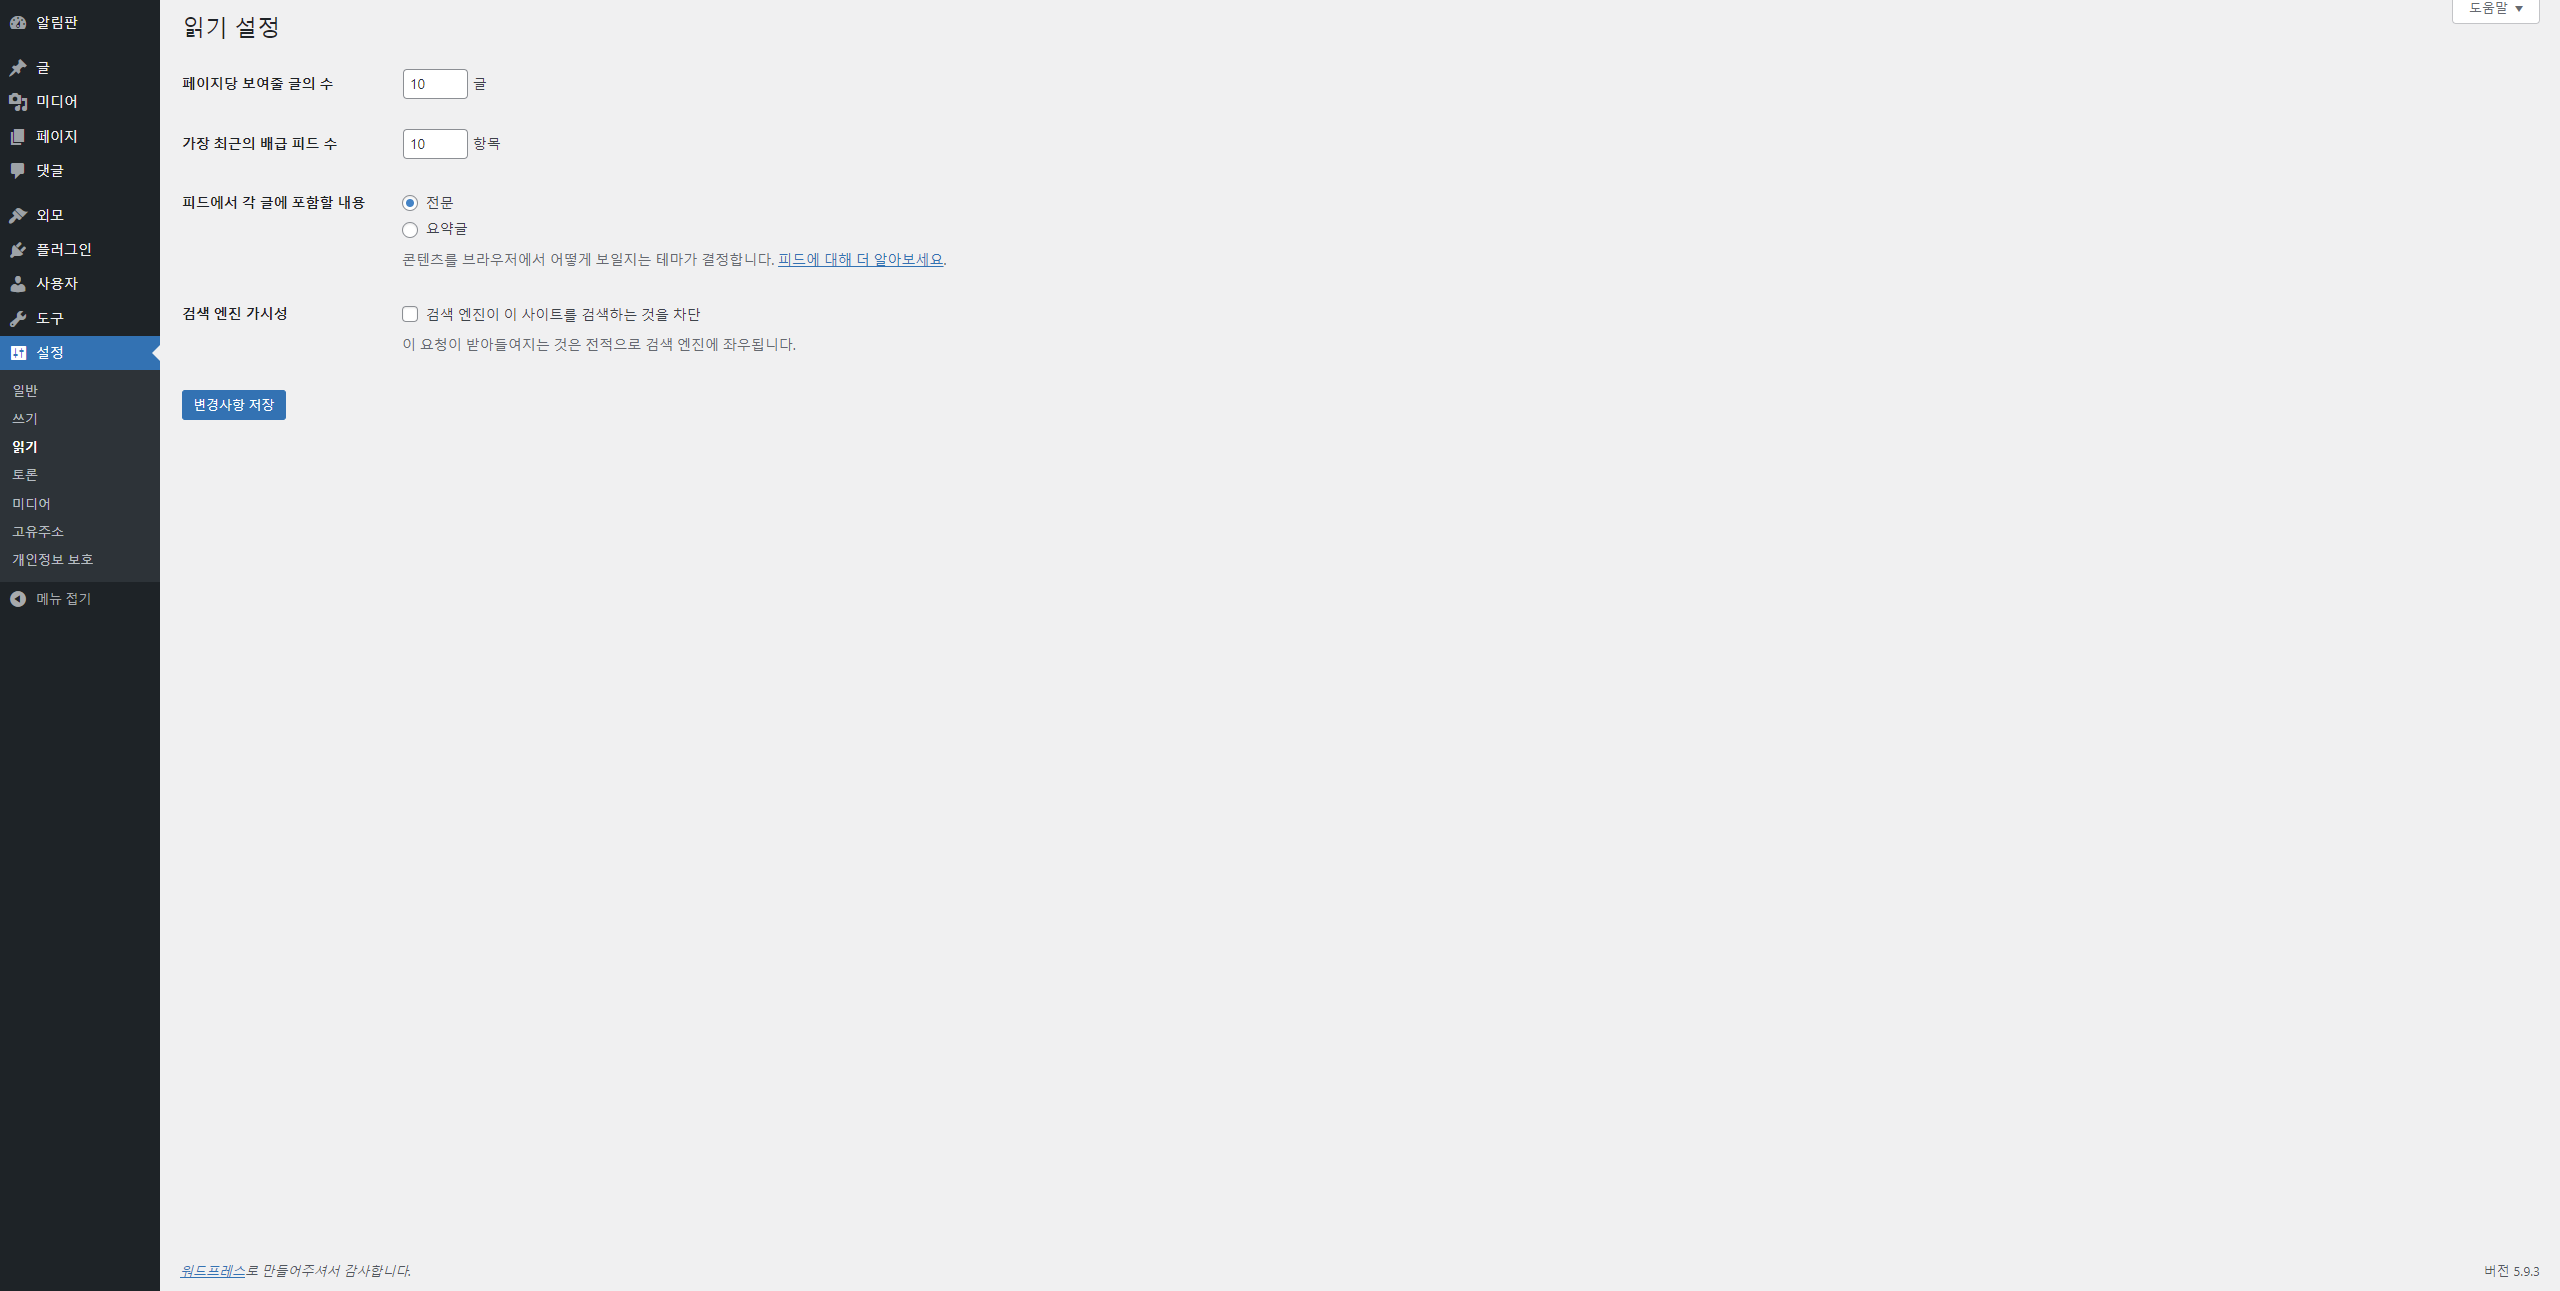 알림판
글
미디어
페이지
댓글
외모
플러그인
사용자
도구
설정
일반
쓰기
읽기
토론
미디어
고유주소
개인정보 보호
메뉴 접기
도움말
읽기 설정
페이지당 보여줄 글의 수 10 글
가장 최근의 배급 피드 수 10 항목
피드에서 각 글에 포함할 내용 전문
요약글
콘텐츠를 브라우저에서 어떻게 보일지는 테마가 결정합니다. 피드에 대해 더 알아보세요.
검색 엔진 가시성 검색 엔진이 이 사이트를 검색하는 것을 차단
이 요청이 받아들여지는 것은 전적으로 검색 엔진에 좌우됩니다.
변경사항 저장
워드프레스로 만들어주셔서 감사합니다.
버전 5.9.3